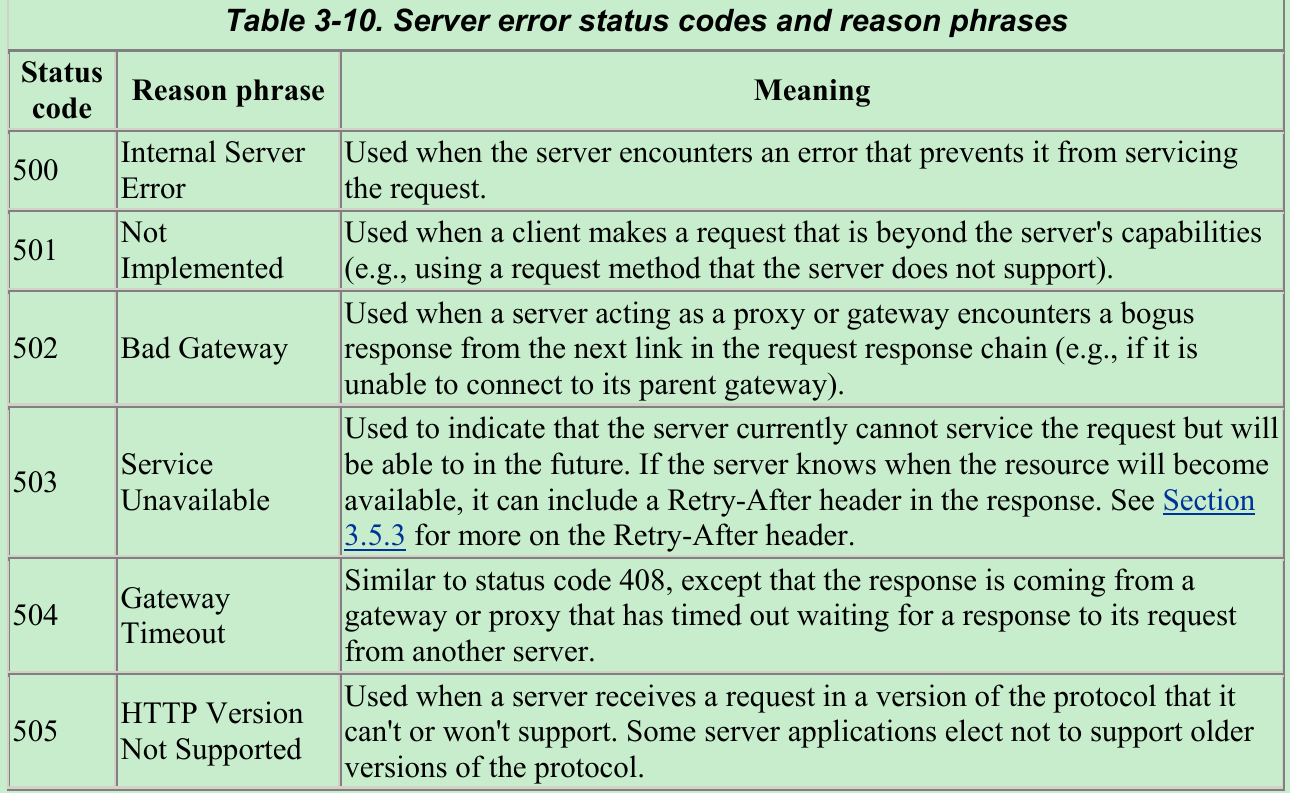 Table 3-10. Server error status codes and reason phrases
Status
code
Reason phrase
Meaning
500
Internal Server
Error
Used when the server encounters an error that prevents it from servicing
the request.
501
Not
Implemented
Used when a client makes a request that is beyond the server's capabilities
(e.g., using a request method that the server does not support).
502
Bad Gateway
Used when a server acting as a proxy or gateway encounters a bogus
response from the next link in the request response chain (e.g., if it is
unable to connect to its parent gateway).
503
Service
Unavailable
Used to indicate that the server currently cannot service the request but will
be able to in the future. If the server knows when the resource will become
available, it can include a Retry-After header in the response. See Section
3.5.3 for more on the Retry-After header.
504
Gateway
Timeout
Similar to status code 408, except that the response is coming from a
gateway or proxy that has timed out waiting for a response to its request
from another server.
505
HTTP Version
Not Supported
Used when a server receives a request in a version of the protocol that it
can't or won't support. Some server applications elect not to support older
versions of the protocol.